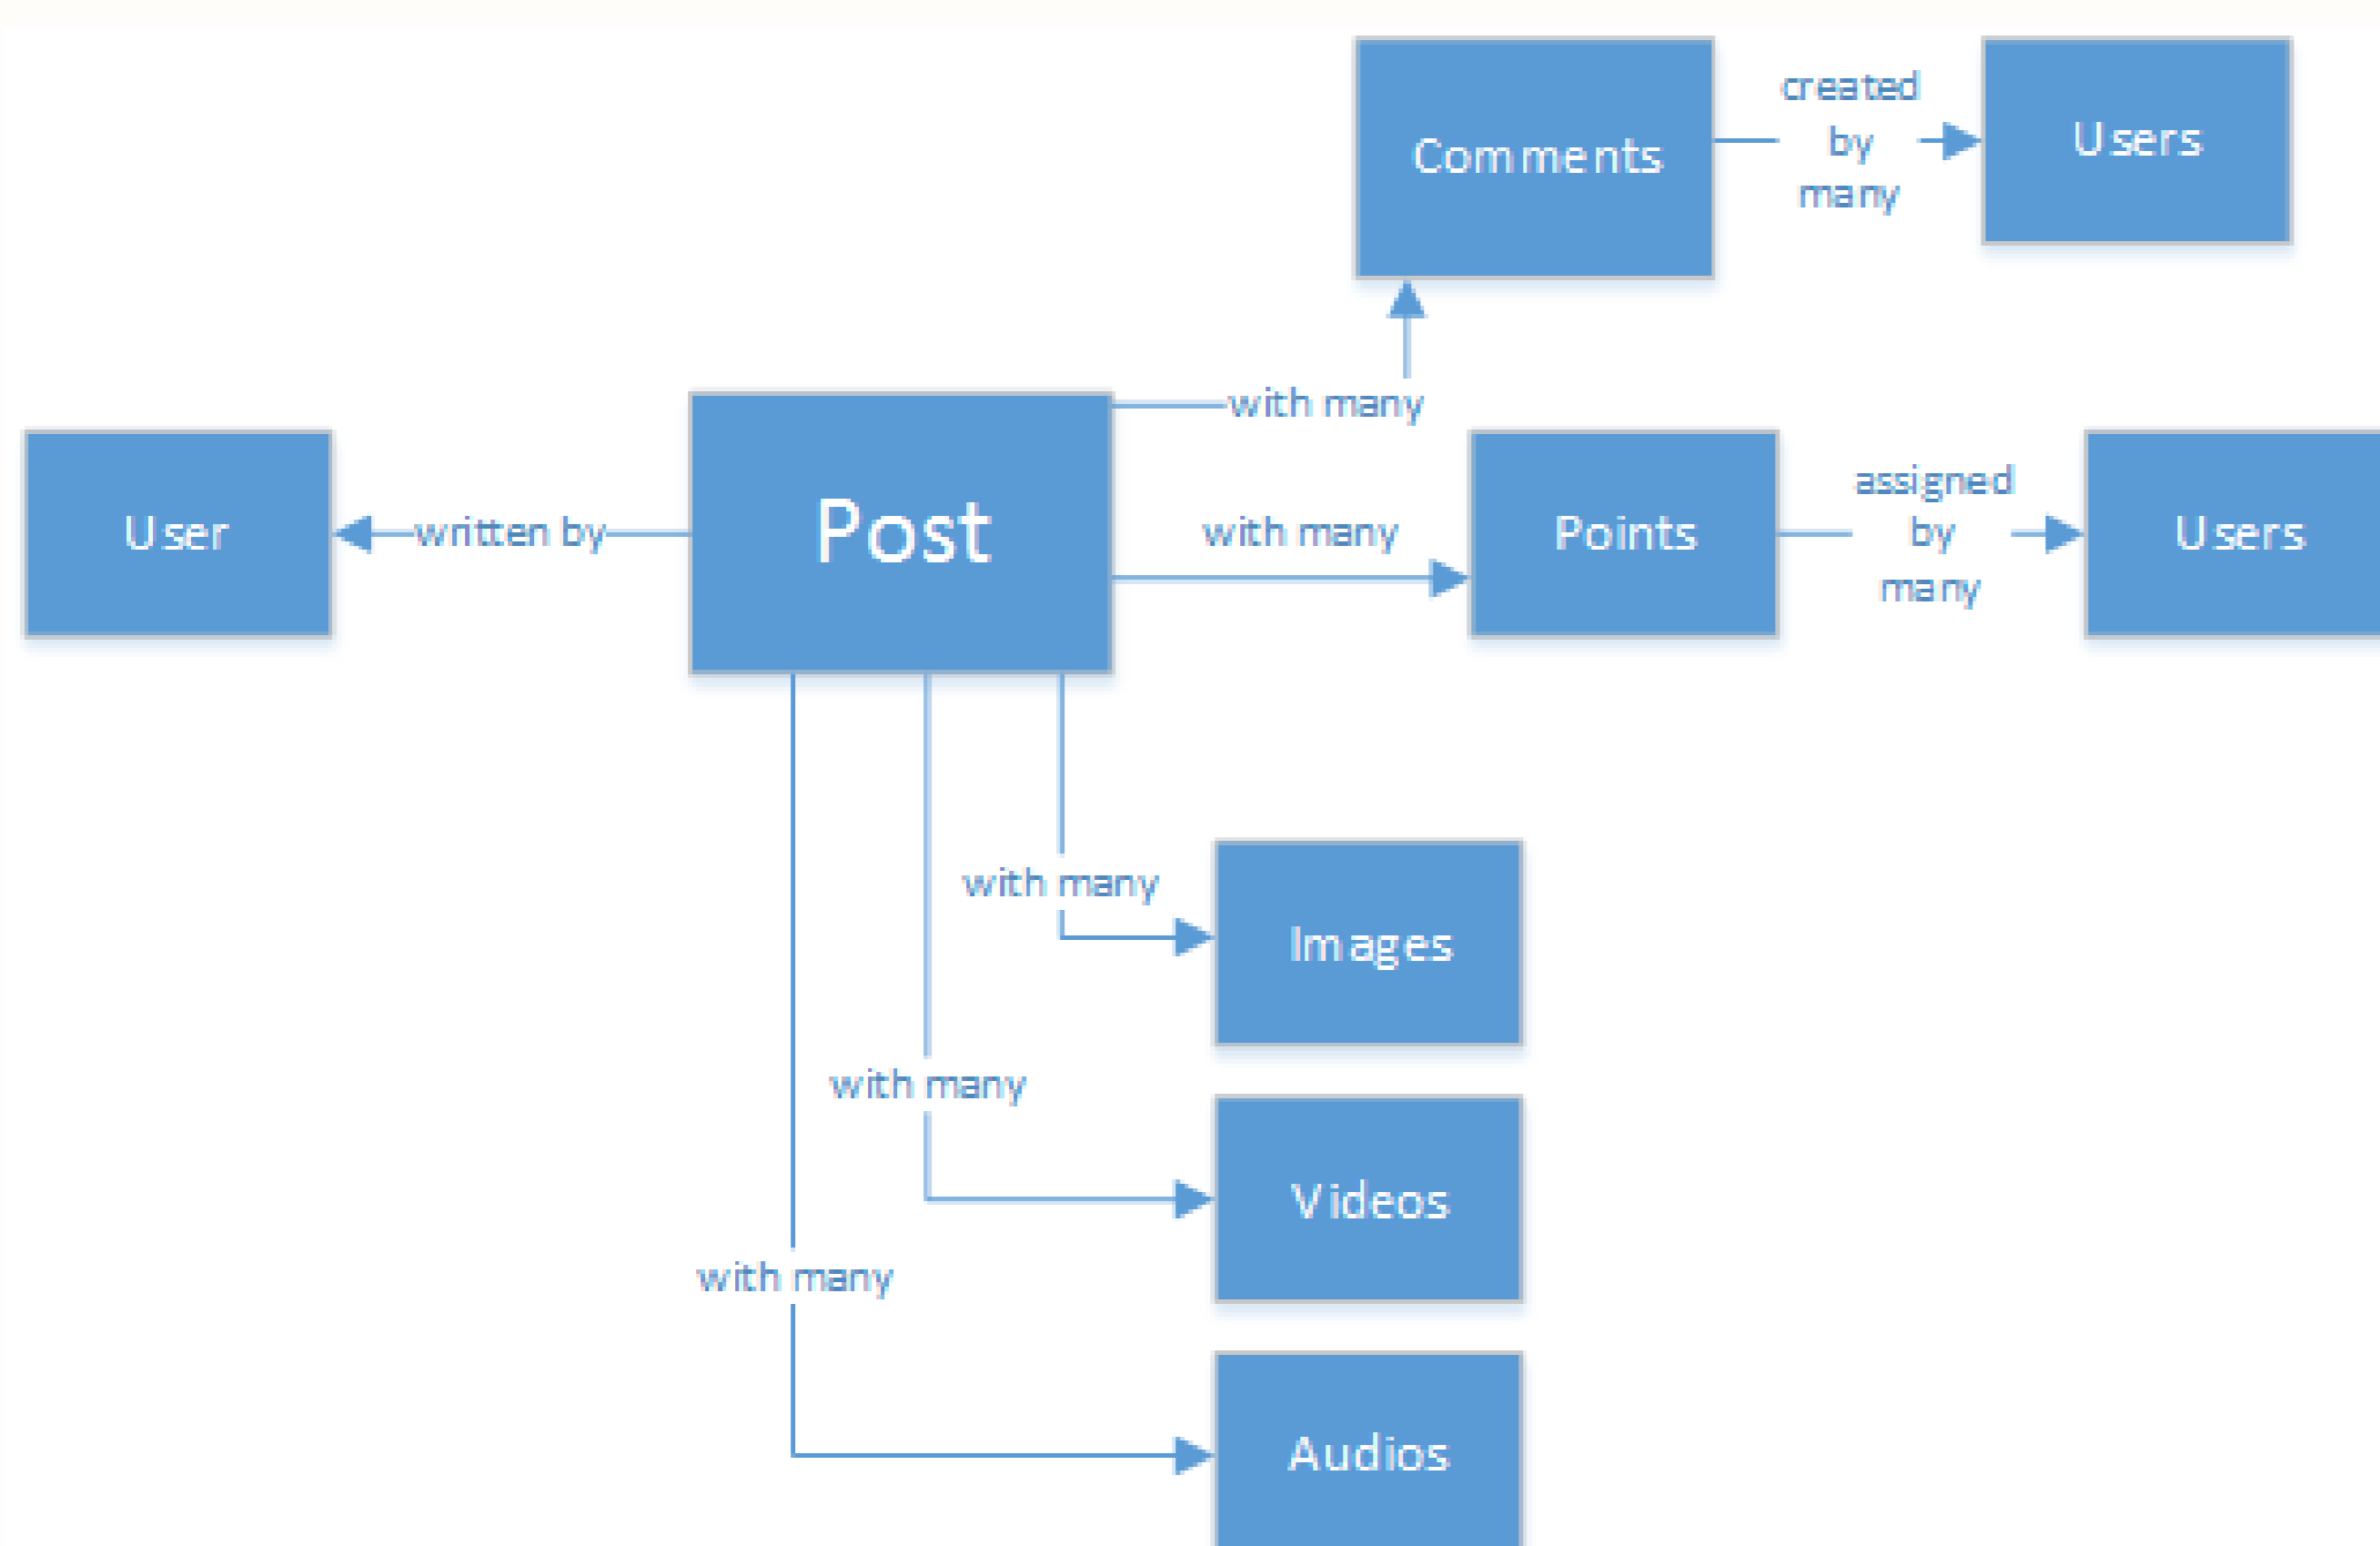 Comments
created
by
many
Users
with many
User
written by
Post
with many
Points
assigned
by
many
Users
with many
Images
with many
Videos
with many
Audios